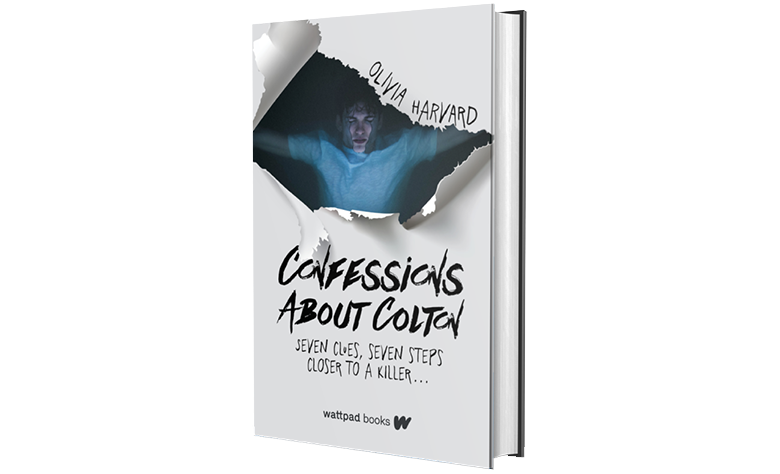 OLIVIA HARVARD
CONFESSIONS
ABOUT COLTON
SEVEN CLUES, SEVEN STEPS
CLOSER TO A KILLER...
wattpad books w